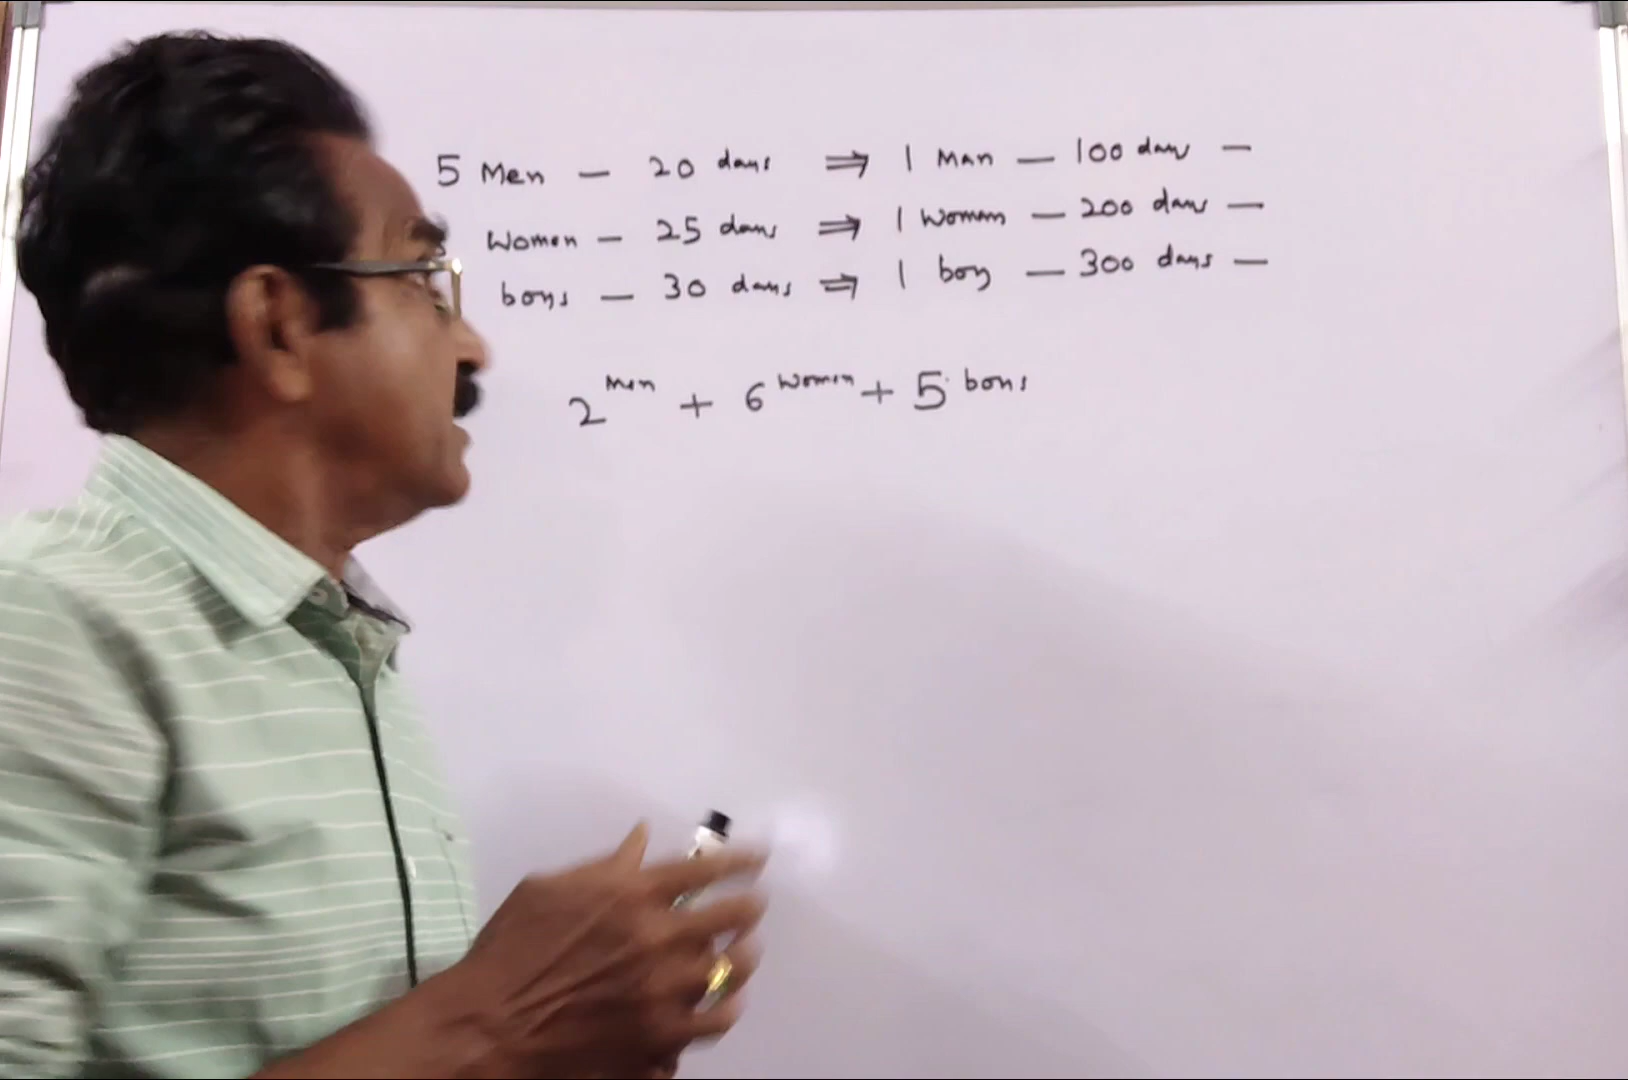 5 Men - 20 days ⇒ 1 Man - 100 days -
Women - 25 days ⇒ 1 Woman - 200 days -
boys - 30 days ⇒ 1 boy - 300 days -
2 men + 6 women + 5 boys